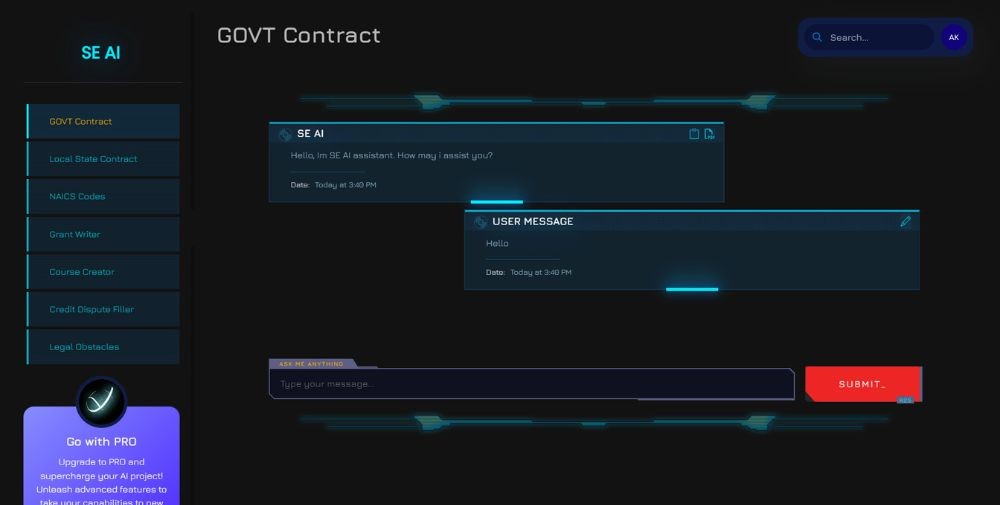 SE AI
GOVT Contract
Local State Contract
NAICS Codes
Grant Writer
Course Creator
Credit Dispute Filler
Legal Obstacles
Go with PRO
Upgrade to PRO and
supercharge your AI project!
Unleash advanced features to
take your capabilities to new
GOVT Contract
Search...
AK
SE AI
Hello, Im SE AI assistant. How may i assist you?
Date: Today at 3:40 PM
USER MESSAGE
Hello
Date: Today at 3:40 PM
ASK ME ANYTHING
Type your message...
SUBMIT_
R25